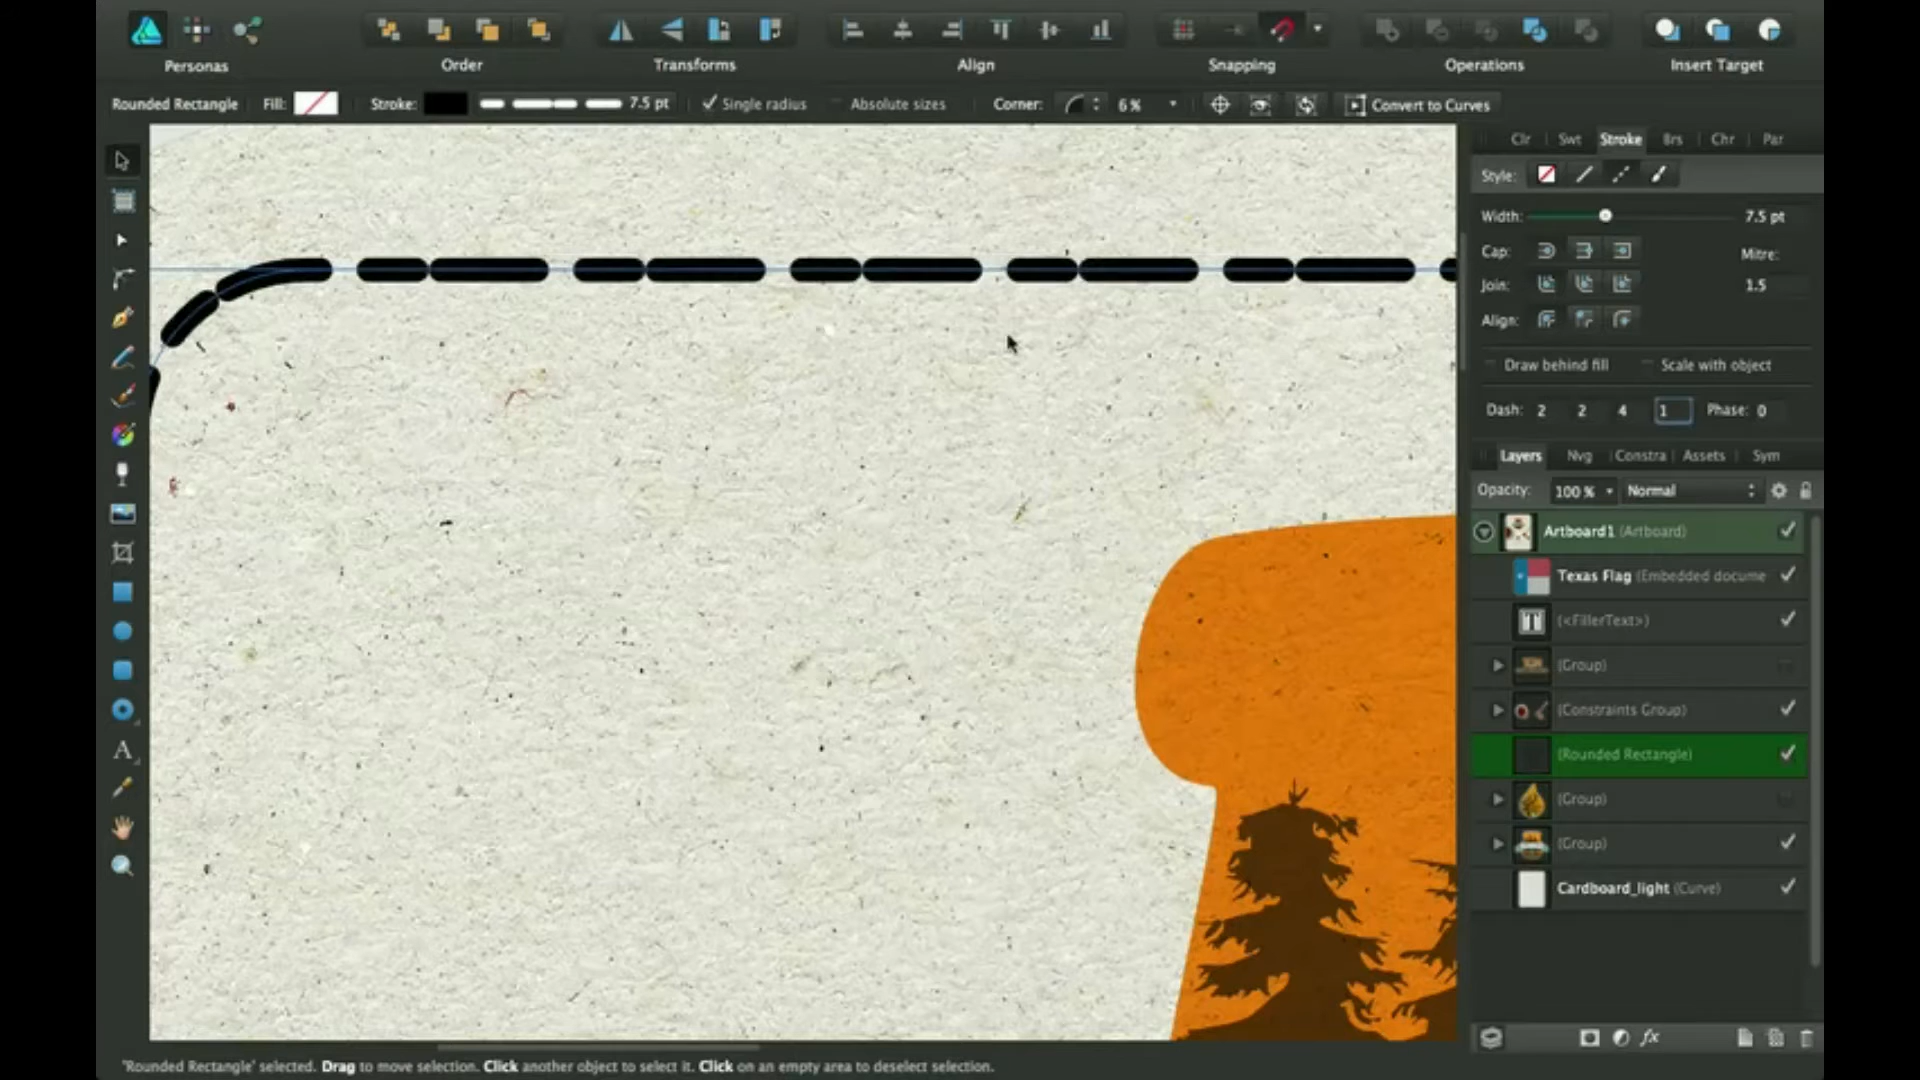 Personas Order Transforms Align Snapping Operations Insert Target
Rounded Rectangle Fill: Stroke: 7.5 pt Single radius Absolute sizes Corner: 6 % Convert to Curves
Clr Swt Stroke Brs Chr Par
Style:
Width: 7.5 pt
Cap: Mitre:
Join: 1.5
Align:
Draw behind fill Scale with object
Dash: 2 2 4 1 Phase: 0
Layers Nvg Constra Assets Sym
Opacity: 100 % Normal
Artboard1 (Artboard)
Texas Flag (Embedded docume
(<FillerText>)
(Group)
(Constraints Group)
(Rounded Rectangle)
(Group)
(Group)
Cardboard_light (Curve)
'Rounded Rectangle' selected. Drag to move selection. Click another object to select it. Click on an empty area to deselect selection.